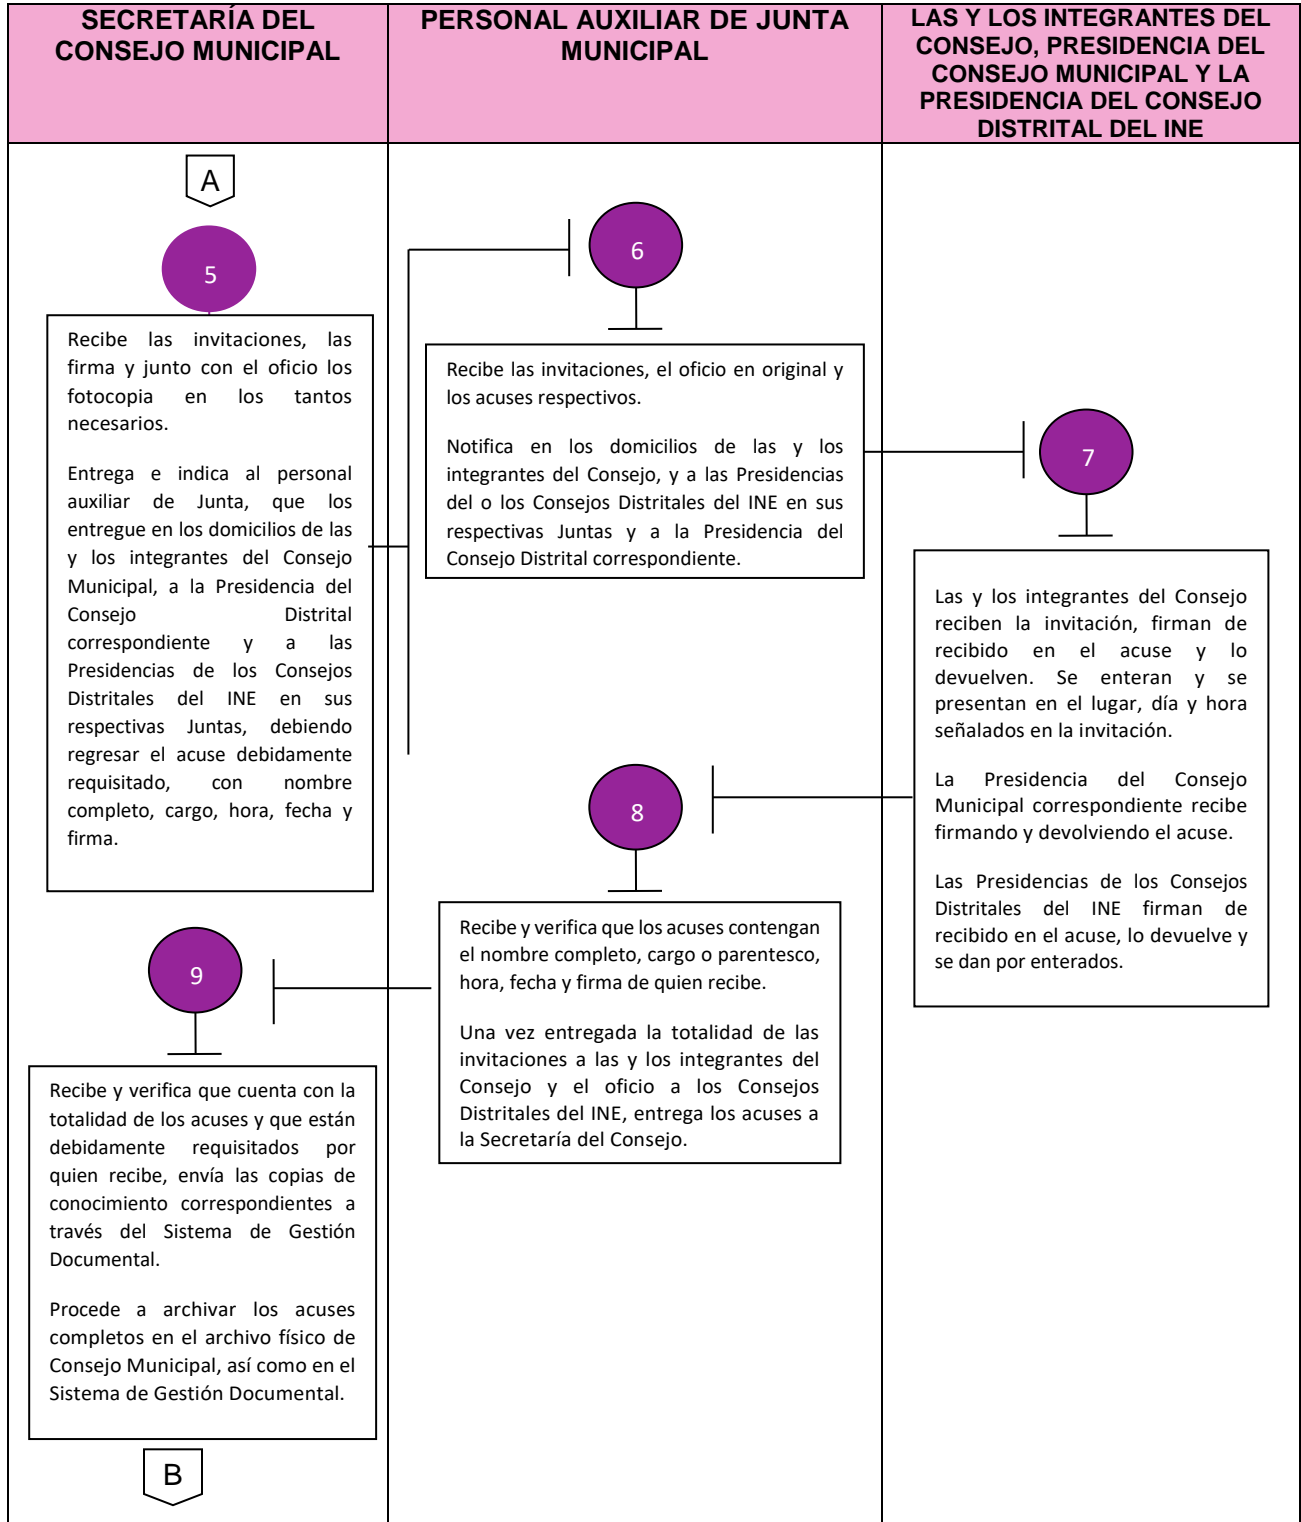 SECRETARÍA DEL
CONSEJO MUNICIPAL
PERSONAL AUXILIAR DE JUNTA
MUNICIPAL
LAS Y LOS INTEGRANTES DEL
CONSEJO, PRESIDENCIA DEL
CONSEJO MUNICIPAL Y LA
PRESIDENCIA DEL CONSEJO
DISTRITAL DEL INE
A
5
Recibe las invitaciones, las
firma y junto con el oficio los
fotocopia en los tantos
necesarios.
Entrega e indica al personal
auxiliar de Junta, que los
entregue en los domicilios de las
y los integrantes del Consejo
Municipal, a la Presidencia del
Consejo Distrital
correspondiente y a las
Presidencias de los Consejos
Distritales del INE en sus
respectivas Juntas, debiendo
regresar el acuse debidamente
requisitado, con nombre
completo, cargo, hora, fecha y
firma.
6
Recibe las invitaciones, el oficio en original y
los acuses respectivos.
Notifica en los domicilios de las y los
integrantes del Consejo, y a las Presidencias
del o los Consejos Distritales del INE en sus
respectivas Juntas y a la Presidencia del
Consejo Distrital correspondiente.
7
Las y los integrantes del Consejo
reciben la invitación, firman de
recibido en el acuse y lo
devuelven. Se enteran y se
presentan en el lugar, día y hora
señalados en la invitación.
La Presidencia del Consejo
Municipal correspondiente recibe
firmando y devolviendo el acuse.
Las Presidencias de los Consejos
Distritales del INE firman de
recibido en el acuse, lo devuelve y
se dan por enterados.
8
Recibe y verifica que los acuses contengan
el nombre completo, cargo o parentesco,
hora, fecha y firma de quien recibe.
Una vez entregada la totalidad de las
invitaciones a las y los integrantes del
Consejo y el oficio a los Consejos
Distritales del INE, entrega los acuses a
la Secretaría del Consejo.
9
Recibe y verifica que cuenta con la
totalidad de los acuses y que están
debidamente requisitados por
quien recibe, envía las copias de
conocimiento correspondientes a
través del Sistema de Gestión
Documental.
Procede a archivar los acuses
completos en el archivo físico de
Consejo Municipal, así como en el
Sistema de Gestión Documental.
B